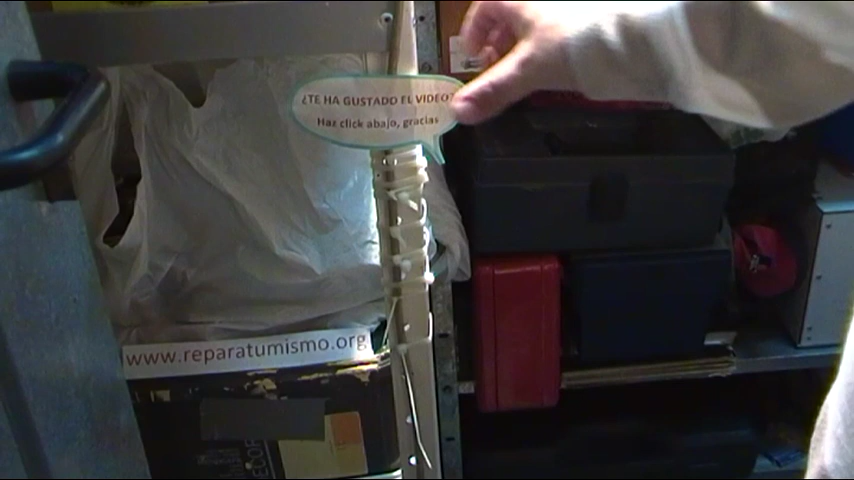 ¿TE HA GUSTADO EL VIDEO?
Haz click abajo, gracias
www.reparatumismo.org